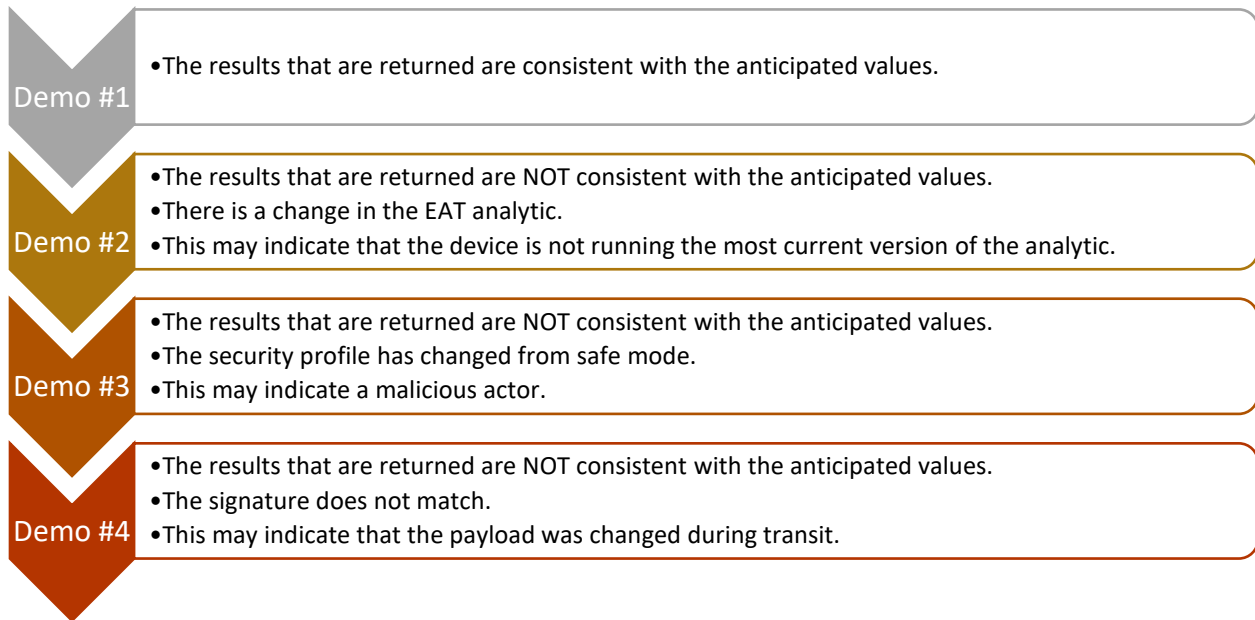 Demo #1
•The results that are returned are consistent with the anticipated values.
Demo #2
•The results that are returned are NOT consistent with the anticipated values.
•There is a change in the EAT analytic.
•This may indicate that the device is not running the most current version of the analytic.
Demo #3
•The results that are returned are NOT consistent with the anticipated values.
•The security profile has changed from safe mode.
•This may indicate a malicious actor.
Demo #4
•The results that are returned are NOT consistent with the anticipated values.
•The signature does not match.
•This may indicate that the payload was changed during transit.